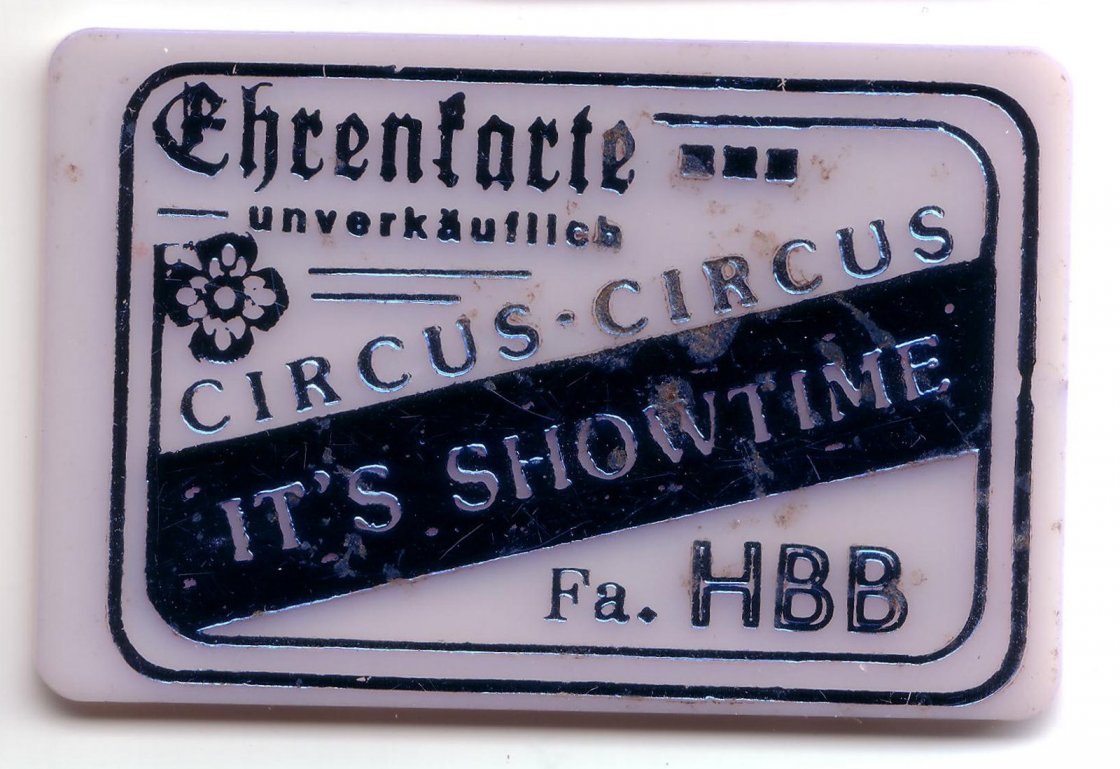 Ehrenkarte
unverkäuflich
CIRCUS·CIRCUS
IT'S SHOWTIME
Fa. HBB